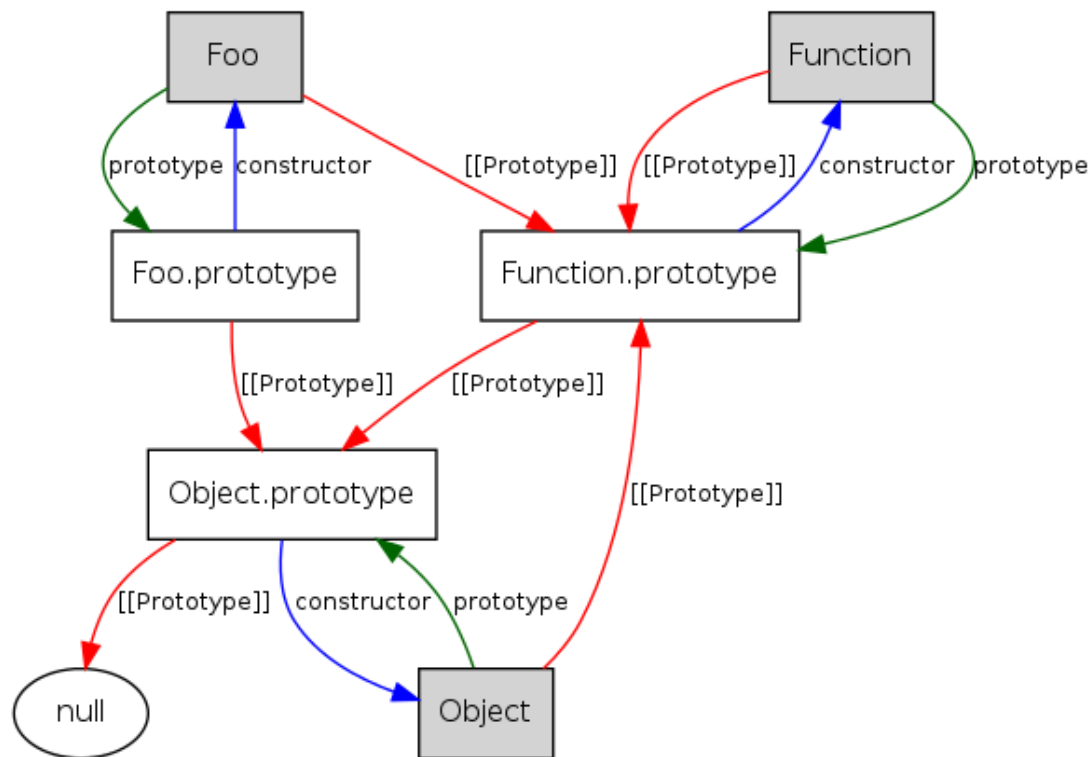 Foo
Function
prototype
constructor
[[Prototype]]
[[Prototype]]
constructor
prototype
Foo.prototype
Function.prototype
[[Prototype]]
[[Prototype]]
Object.prototype
[[Prototype]]
[[Prototype]]
constructor
prototype
null
Object